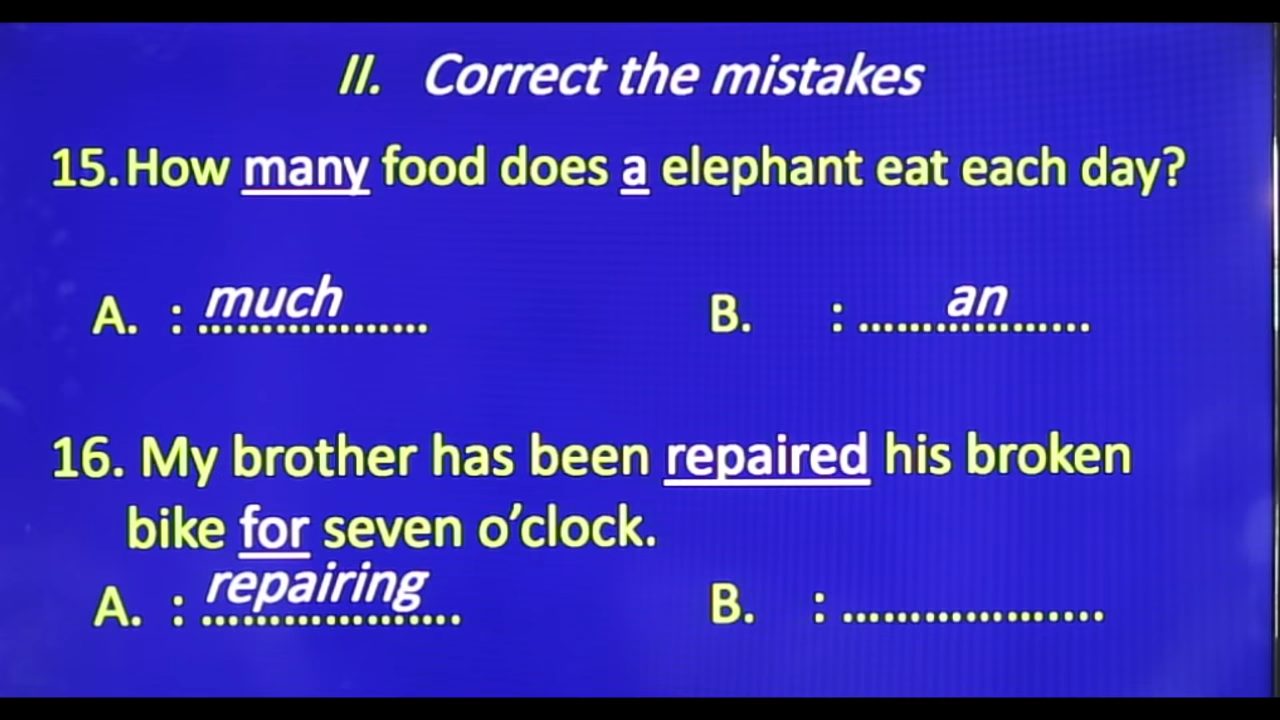 II. Correct the mistakes
15. How many food does a elephant eat each day?
A. : much.................. B. : an..................
16. My brother has been repaired his broken
bike for seven o’clock.
A. : repairing.................... B. : ....................